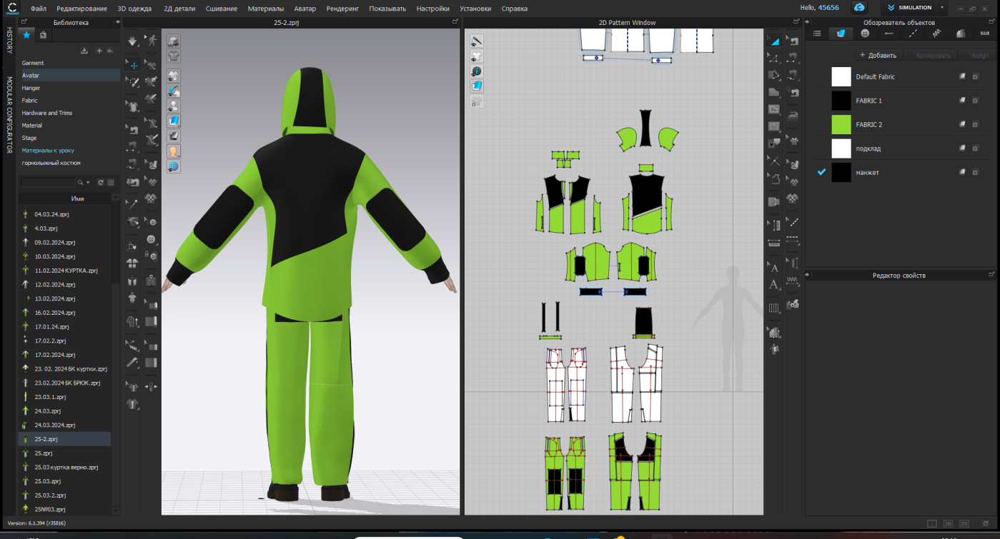 Файл Редактирование 3D одежда 2Д детали Сшивание Материалы Аватар Рендеринг Показывать Настройки Установки Справка
Hello, 45656
SIMULATION
HISTORY
MODULAR CONFIGURATOR
Библиотека
Garment
Avatar
Hanger
Fabric
Hardware and Trims
Material
Stage
Материалы к уроку
горнолыжный костюм
Имя
04.03.24.zprj
4.03.zprj
09.02.2024.zprj
10.03.2024.zprj
11.02.2024 КУРТКА.zprj
12.02.2024.zprj
13.02.2024.zprj
16.02.2024.zprj
17.01.24.zprj
17.02.2.zprj
17.02.2024.zprj
23. 02. 2024 БК куртки.zprj
23.02.2024 БК БРЮК.zprj
23.03.1.zprj
24.03.zprj
24.03.2024.zprj
25-2.zprj
25.zprj
25.03 куртка верно.zprj
25.03.zprj
25.03.2.zprj
25№03.zprj
25-2.zprj
2D Pattern Window
Обозреватель объектов
+ Добавить
Копировать
Assign
Default Fabric
FABRIC 1
FABRIC 2
подклад
манжет
Редактор свойств
Version: 6.1.394 (r35816)
3D
2D